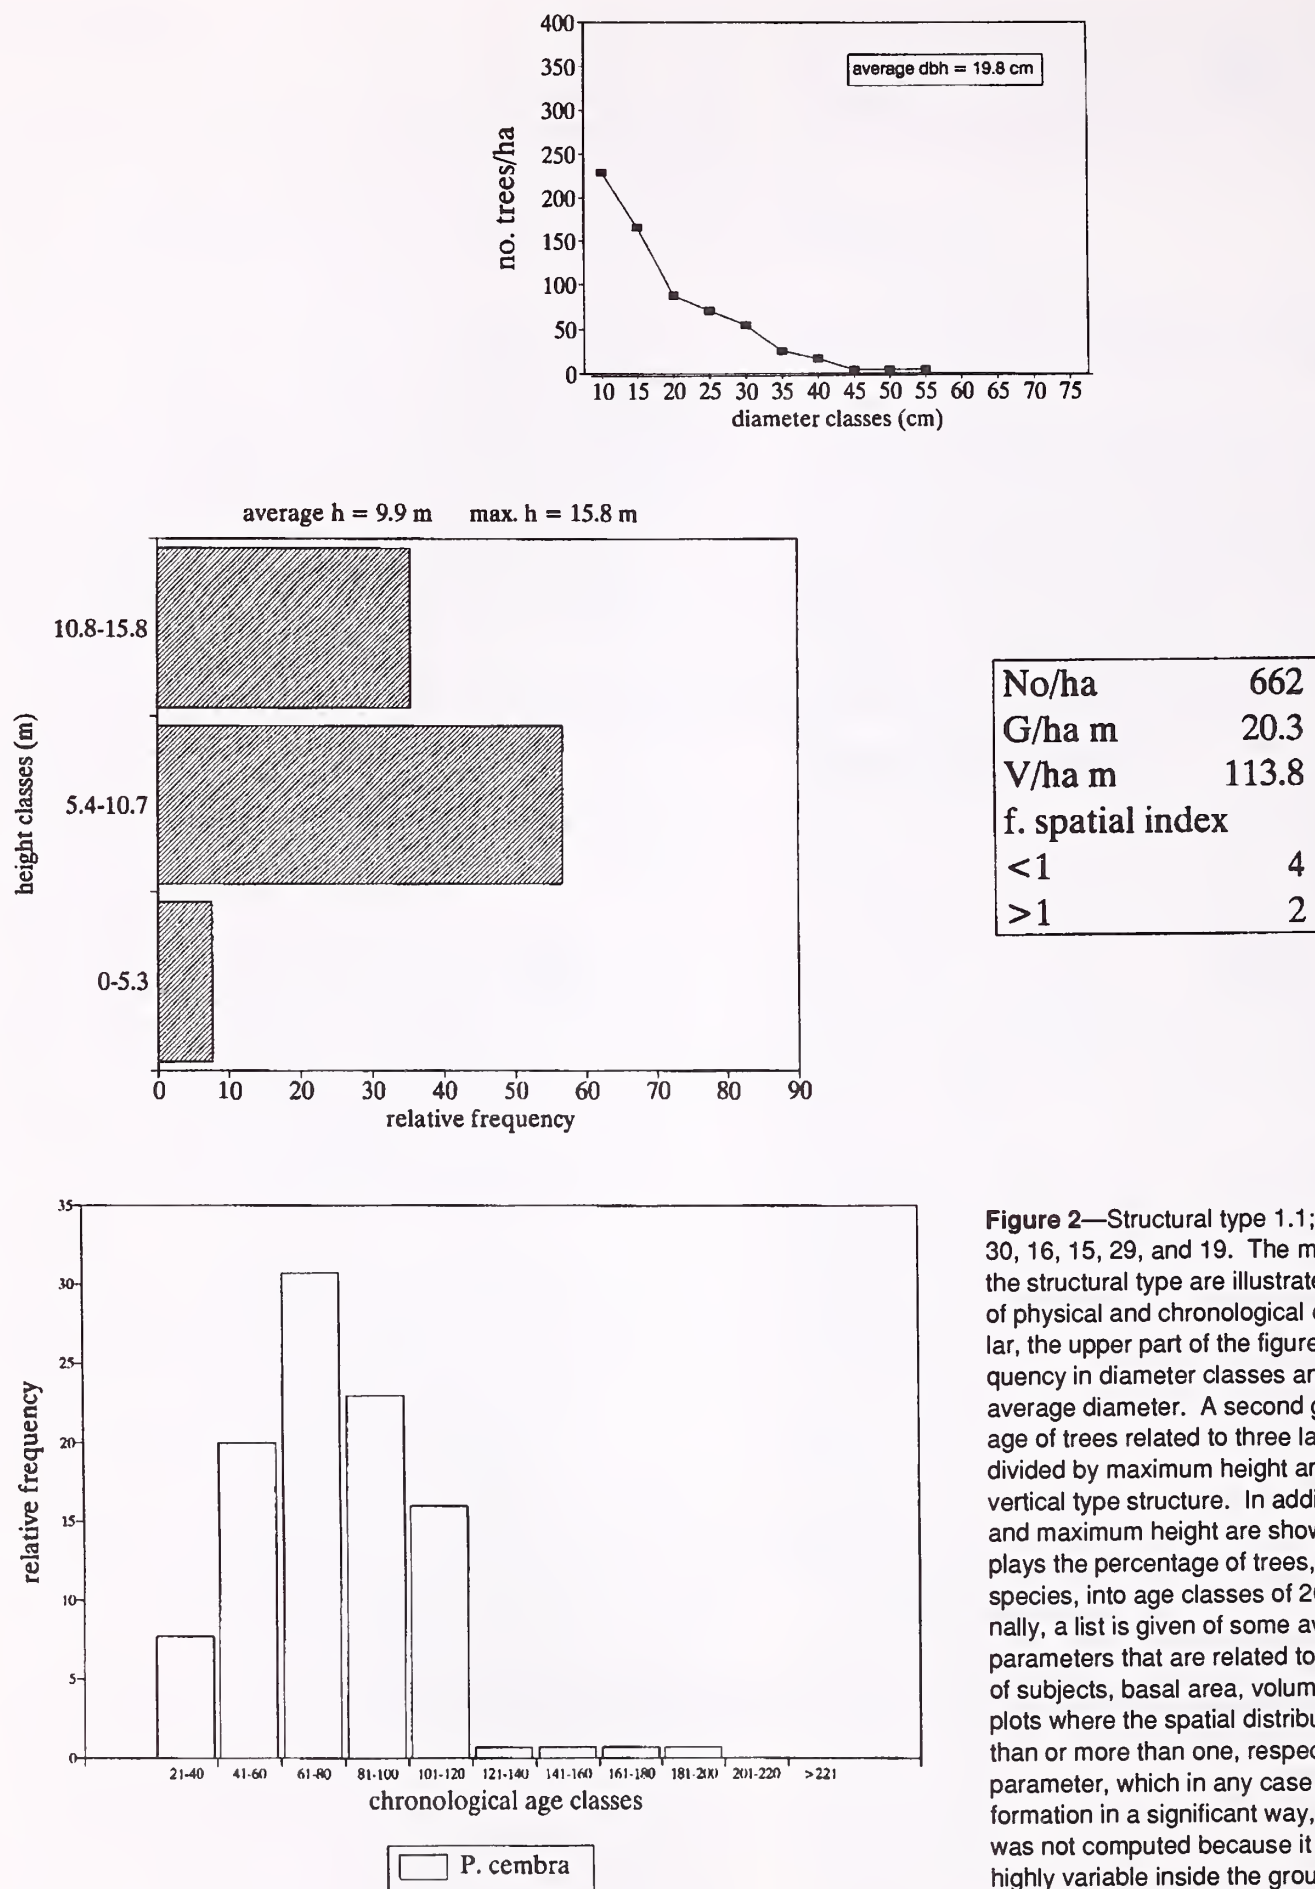 400
350
300
250
200
150
100
50
0
no. trees/ha
average dbh = 19.8 cm
10 15 20 25 30 35 40 45 50 55 60 65 70 75
diameter classes (cm)
average h = 9.9 m max. h = 15.8 m
10.8-15.8
5.4-10.7
0-5.3
height classes (m)
0 10 20 30 40 50 60 70 80 90
relative frequency
No/ha 662
G/ha m 20.3
V/ha m 113.8
f. spatial index
<1 4
>1 2
35
30
25
20
15
10
5
0
relative frequency
21-40 41-60 61-80 81-100 101-120 121-140 141-160 161-180 181-200 201-220 >221
chronological age classes
P. cembra
Figure 2—Structural type 1.1;
30, 16, 15, 29, and 19. The m
the structural type are illustrate
of physical and chronological
lar, the upper part of the figure
quency in diameter classes an
average diameter. A second g
age of trees related to three la
divided by maximum height an
vertical type structure. In addi
and maximum height are show
plays the percentage of trees,
species, into age classes of 20
nally, a list is given of some av
parameters that are related to
of subjects, basal area, volum
plots where the spatial distribu
than or more than one, respec
parameter, which in any case
formation in a significant way,
was not computed because it
highly variable inside the grou